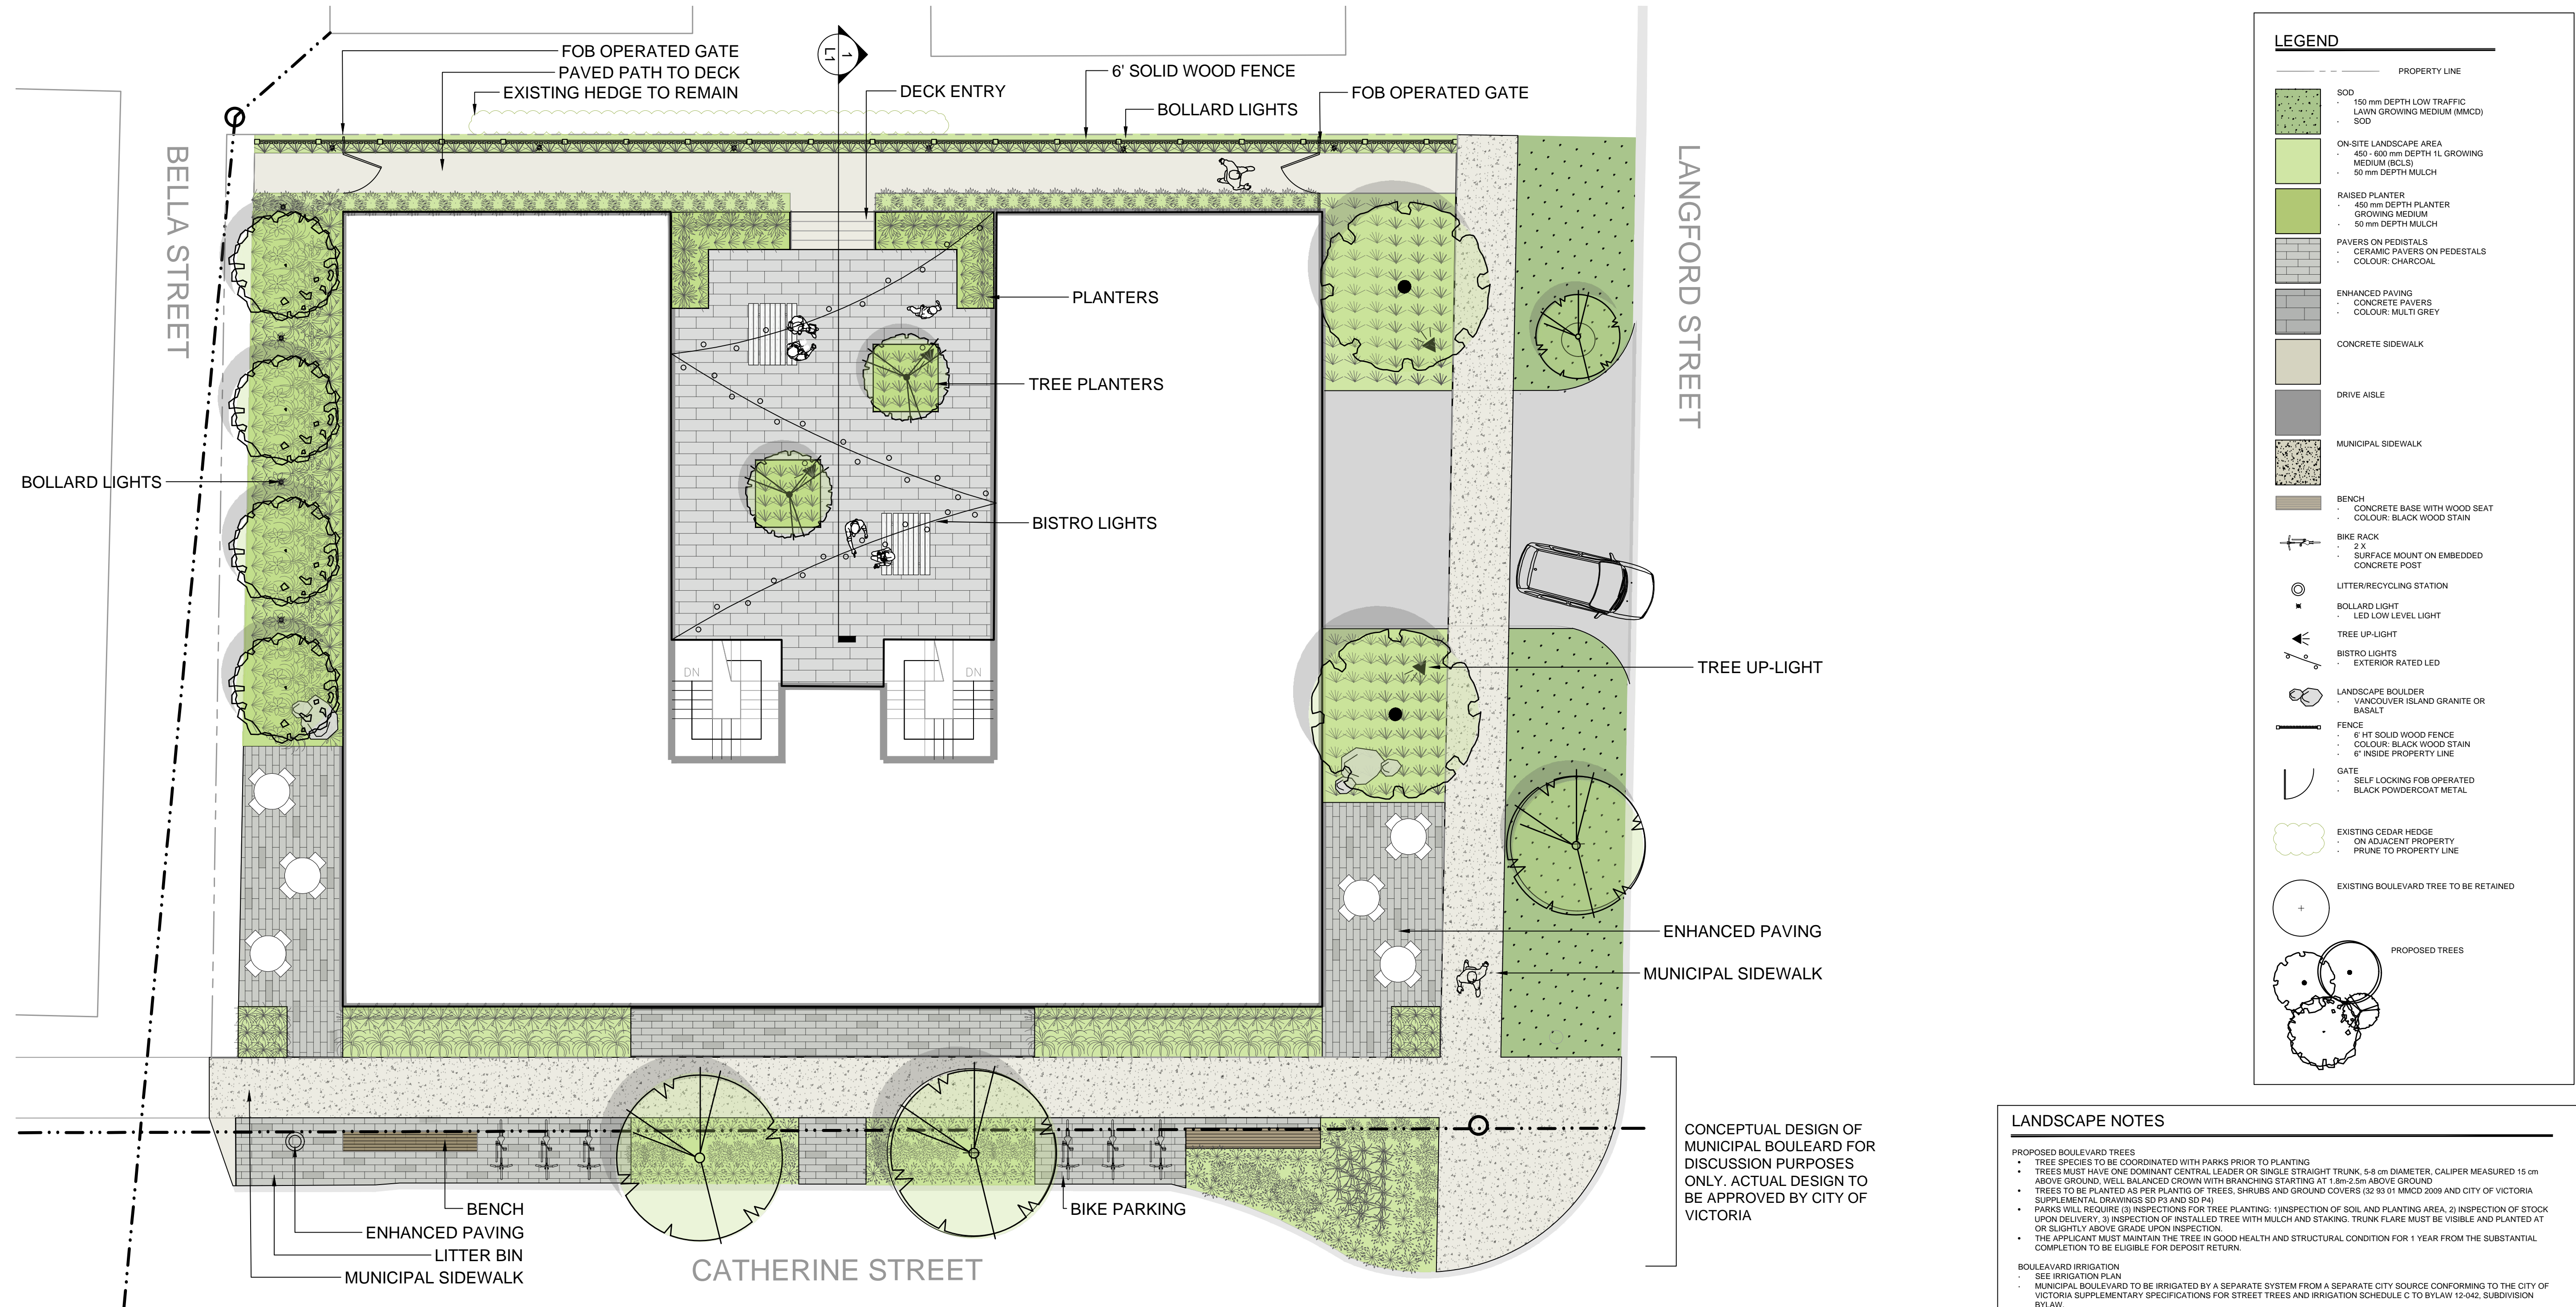 FOB OPERATED GATE
PAVED PATH TO DECK
EXISTING HEDGE TO REMAIN
1
L1
DECK ENTRY
6' SOLID WOOD FENCE
BOLLARD LIGHTS
FOB OPERATED GATE
BELLA STREET
LANGFORD STREET
PLANTERS
TREE PLANTERS
BOLLARD LIGHTS
BISTRO LIGHTS
DN
DN
TREE UP-LIGHT
ENHANCED PAVING
MUNICIPAL SIDEWALK
CONCEPTUAL DESIGN OF
MUNICIPAL BOULEARD FOR
DISCUSSION PURPOSES
ONLY. ACTUAL DESIGN TO
BE APPROVED BY CITY OF
VICTORIA
BENCH
ENHANCED PAVING
LITTER BIN
MUNICIPAL SIDEWALK
BIKE PARKING
CATHERINE STREET
LEGEND
PROPERTY LINE
SOD
· 150 mm DEPTH LOW TRAFFIC
LAWN GROWING MEDIUM (MMCD)
· SOD
ON-SITE LANDSCAPE AREA
· 450 - 600 mm DEPTH 1L GROWING
MEDIUM (BCLS)
· 50 mm DEPTH MULCH
RAISED PLANTER
· 450 mm DEPTH PLANTER
GROWING MEDIUM
· 50 mm DEPTH MULCH
PAVERS ON PEDISTALS
· CERAMIC PAVERS ON PEDESTALS
· COLOUR: CHARCOAL
ENHANCED PAVING
· CONCRETE PAVERS
· COLOUR: MULTI GREY
CONCRETE SIDEWALK
DRIVE AISLE
MUNICIPAL SIDEWALK
BENCH
· CONCRETE BASE WITH WOOD SEAT
· COLOUR: BLACK WOOD STAIN
BIKE RACK
· 2 X
· SURFACE MOUNT ON EMBEDDED
CONCRETE POST
LITTER/RECYCLING STATION
BOLLARD LIGHT
· LED LOW LEVEL LIGHT
TREE UP-LIGHT
BISTRO LIGHTS
· EXTERIOR RATED LED
LANDSCAPE BOULDER
· VANCOUVER ISLAND GRANITE OR
BASALT
FENCE
· 6' HT SOLID WOOD FENCE
· COLOUR: BLACK WOOD STAIN
· 6" INSIDE PROPERTY LINE
GATE
· SELF LOCKING FOB OPERATED
· BLACK POWDERCOAT METAL
EXISTING CEDAR HEDGE
· ON ADJACENT PROPERTY
· PRUNE TO PROPERTY LINE
EXISTING BOULEVARD TREE TO BE RETAINED
PROPOSED TREES
LANDSCAPE NOTES
PROPOSED BOULEVARD TREES
• TREE SPECIES TO BE COORDINATED WITH PARKS PRIOR TO PLANTING
• TREES MUST HAVE ONE DOMINANT CENTRAL LEADER OR SINGLE STRAIGHT TRUNK, 5-8 cm DIAMETER, CALIPER MEASURED 15 cm
ABOVE GROUND, WELL BALANCED CROWN WITH BRANCHING STARTING AT 1.8m-2.5m ABOVE GROUND
• TREES TO BE PLANTED AS PER PLANTIG OF TREES, SHRUBS AND GROUND COVERS (32 93 01 MMCD 2009 AND CITY OF VICTORIA
SUPPLEMENTAL DRAWINGS SD P3 AND SD P4)
• PARKS WILL REQUIRE (3) INSPECTIONS FOR TREE PLANTING: 1)INSPECTION OF SOIL AND PLANTING AREA, 2) INSPECTION OF STOCK
UPON DELIVERY, 3) INSPECTION OF INSTALLED TREE WITH MULCH AND STAKING. TRUNK FLARE MUST BE VISIBLE AND PLANTED AT
OR SLIGHTLY ABOVE GRADE UPON INSPECTION.
• THE APPLICANT MUST MAINTAIN THE TREE IN GOOD HEALTH AND STRUCTURAL CONDITION FOR 1 YEAR FROM THE SUBSTANTIAL
COMPLETION TO BE ELIGIBLE FOR DEPOSIT RETURN.
BOULEAVARD IRRIGATION
· SEE IRRIGATION PLAN
· MUNICIPAL BOULEVARD TO BE IRRIGATED BY A SEPARATE SYSTEM FROM A SEPARATE CITY SOURCE CONFORMING TO THE CITY OF
VICTORIA SUPPLEMENTARY SPECIFICATIONS FOR STREET TREES AND IRRIGATION SCHEDULE C TO BYLAW 12-042, SUBDIVISION
BYLAW.